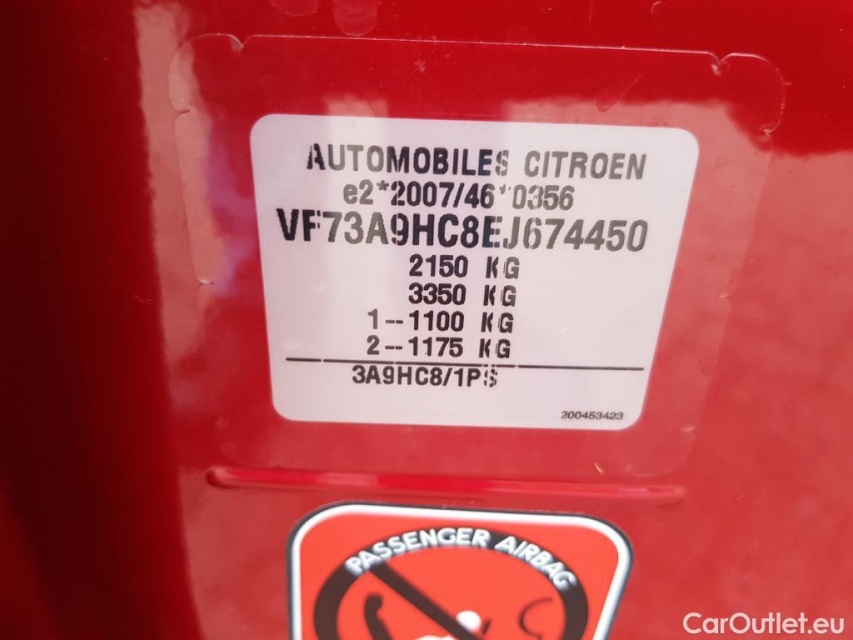 AUTOMOBILES CITROEN
e2*2007/46*0356
VF73A9HC8EJ674450
2150 KG
3350 KG
1--1100 KG
2--1175 KG
3A9HC8/1PS
200453423
PASSENGER AIRBAG
CarOutlet.eu